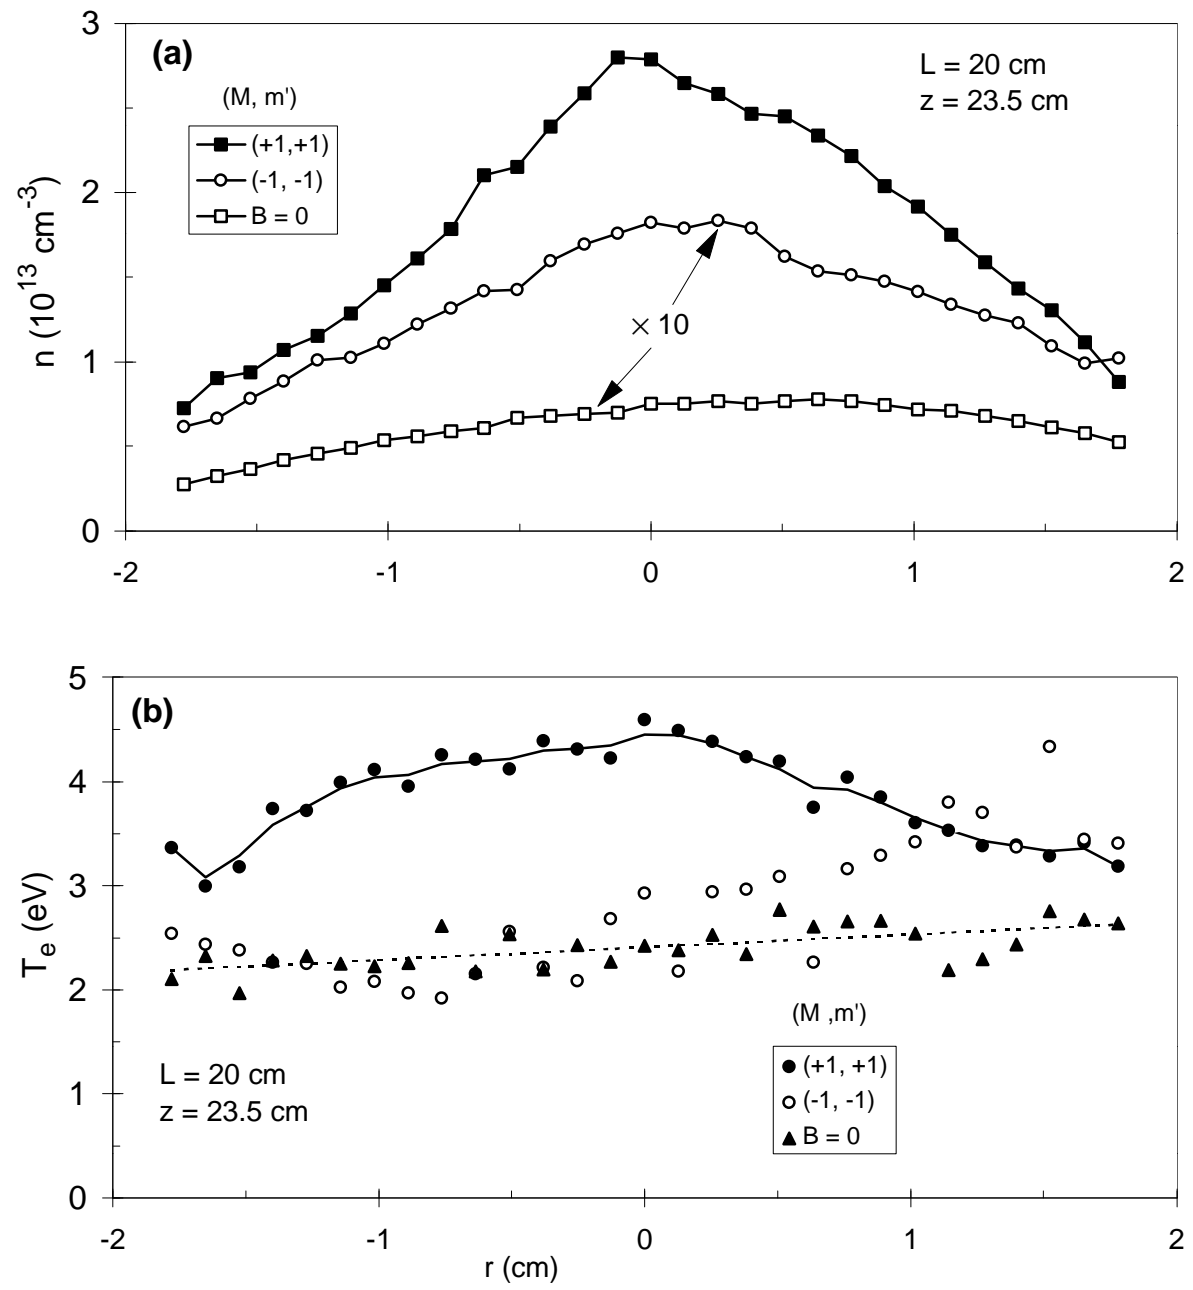 3
(a)
L = 20 cm
z = 23.5 cm
(M, m')
(+1,+1)
(-1, -1)
B = 0
2
n (10¹³ cm⁻³)
× 10
1
0
-2 -1 0 1 2
5
(b)
4
3
Tₑ (eV)
2
(M ,m')
L = 20 cm
z = 23.5 cm
(+1, +1)
(-1, -1)
B = 0
1
0
-2 -1 0 1 2
r (cm)